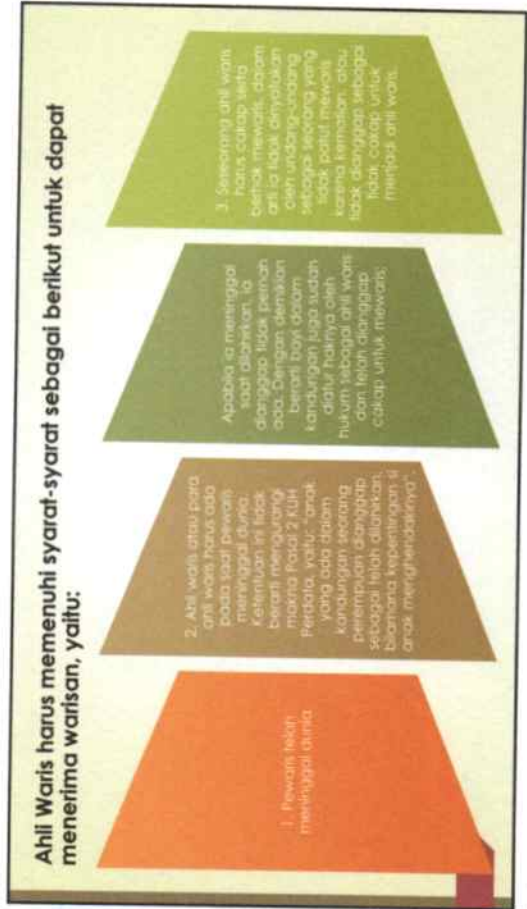 Ahli Waris harus memenuhi syarat-syarat sebagai berikut untuk dapat
menerima warisan, yaitu:
1. Pewaris telah
meninggal dunia
2. Ahli waris atau para
ahli waris harus ada
pada saat pewaris
meninggal dunia.
Ketentuan ini tidak
berarti mengurangi
makna Pasal 2 KUH
Perdata, yaitu: "anak
yang ada dalam
kandungan seorang
perempuan dianggap
sebagai telah dilahirkan,
bilamana kepentingan si
anak menghendakinya".
Apabila ia meninggal
saat dilahirkan, ia
dianggap tidak pernah
ada. Dengan demikian
berarti bayi dalam
kandungan juga sudah
diatur haknya oleh
hukum sebagai ahli waris
dan telah dianggap
cakap untuk mewaris;
3. Seseorang ahli waris
harus cakap serta
berhak mewaris, dalam
arti ia tidak dinyatakan
oleh undang-undang
sebagai seorang yang
tidak patut mewaris
karena kematian, atau
tidak dianggap sebagai
tidak cakap untuk
menjadi ahli waris.